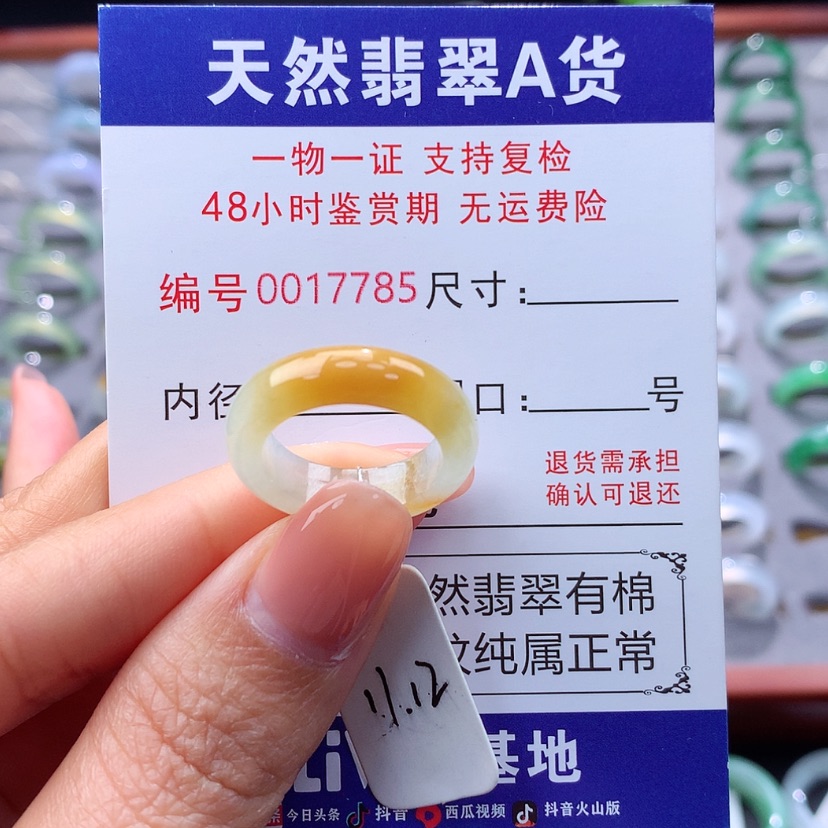 天然翡翠A货
一物一证 支持复检
48小时鉴赏期 无运费险
编号0017785尺寸:
内径 口: 号
退货需承担
确认可退还
然翡翠有棉
纹纯属正常
基地
今日头条 抖音 西瓜视频 抖音火山版